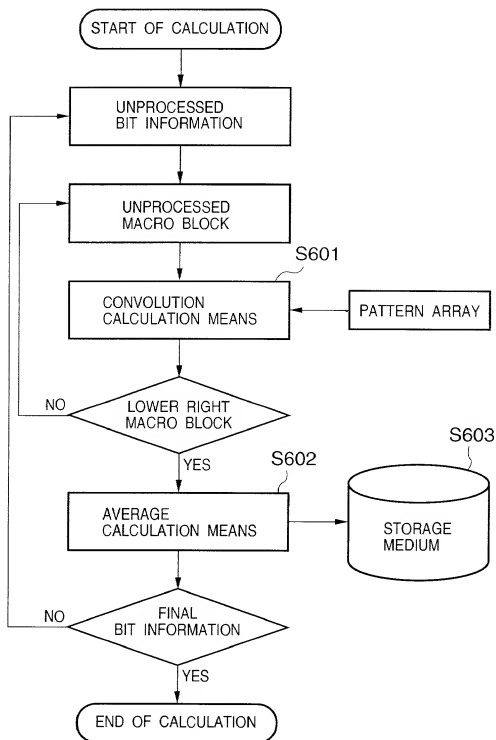 START OF CALCULATION
UNPROCESSED
BIT INFORMATION
UNPROCESSED
MACRO BLOCK
S601
CONVOLUTION
CALCULATION MEANS
PATTERN ARRAY
NO
LOWER RIGHT
MACRO BLOCK
YES
S602
S603
AVERAGE
CALCULATION MEANS
STORAGE
MEDIUM
NO
FINAL
BIT INFORMATION
YES
END OF CALCULATION